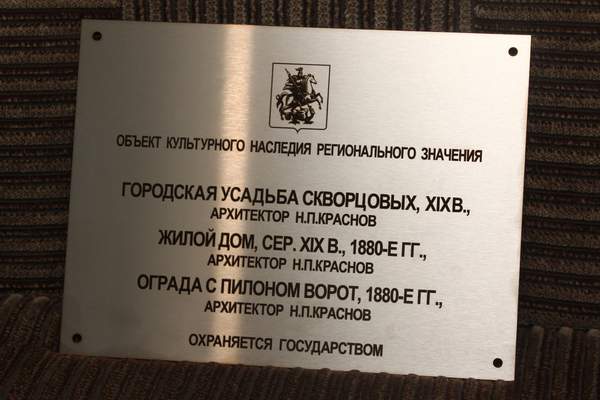 ОБЪЕКТ КУЛЬТУРНОГО НАСЛЕДИЯ РЕГИОНАЛЬНОГО ЗНАЧЕНИЯ
ГОРОДСКАЯ УСАДЬБА СКВОРЦОВЫХ, XIX В.,
АРХИТЕКТОР Н.П.КРАСНОВ
ЖИЛОЙ ДОМ, СЕР. XIX В., 1880-Е ГГ.,
АРХИТЕКТОР Н.П.КРАСНОВ
ОГРАДА С ПИЛОНОМ ВОРОТ, 1880-Е ГГ.,
АРХИТЕКТОР Н.П.КРАСНОВ
ОХРАНЯЕТСЯ ГОСУДАРСТВОМ